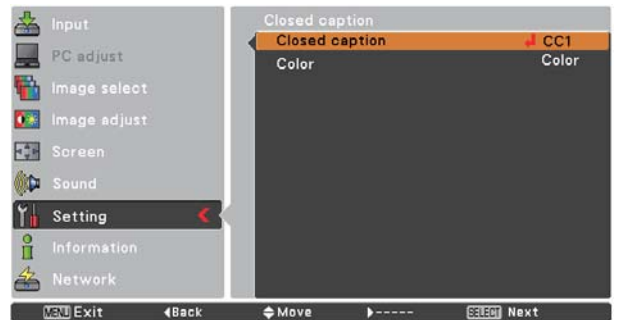 Input
PC adjust
Image select
Image adjust
Screen
Sound
Setting
Information
Network
Closed caption
Closed caption CC1
Color Color
MENU Exit Back Move ----- SELECT Next